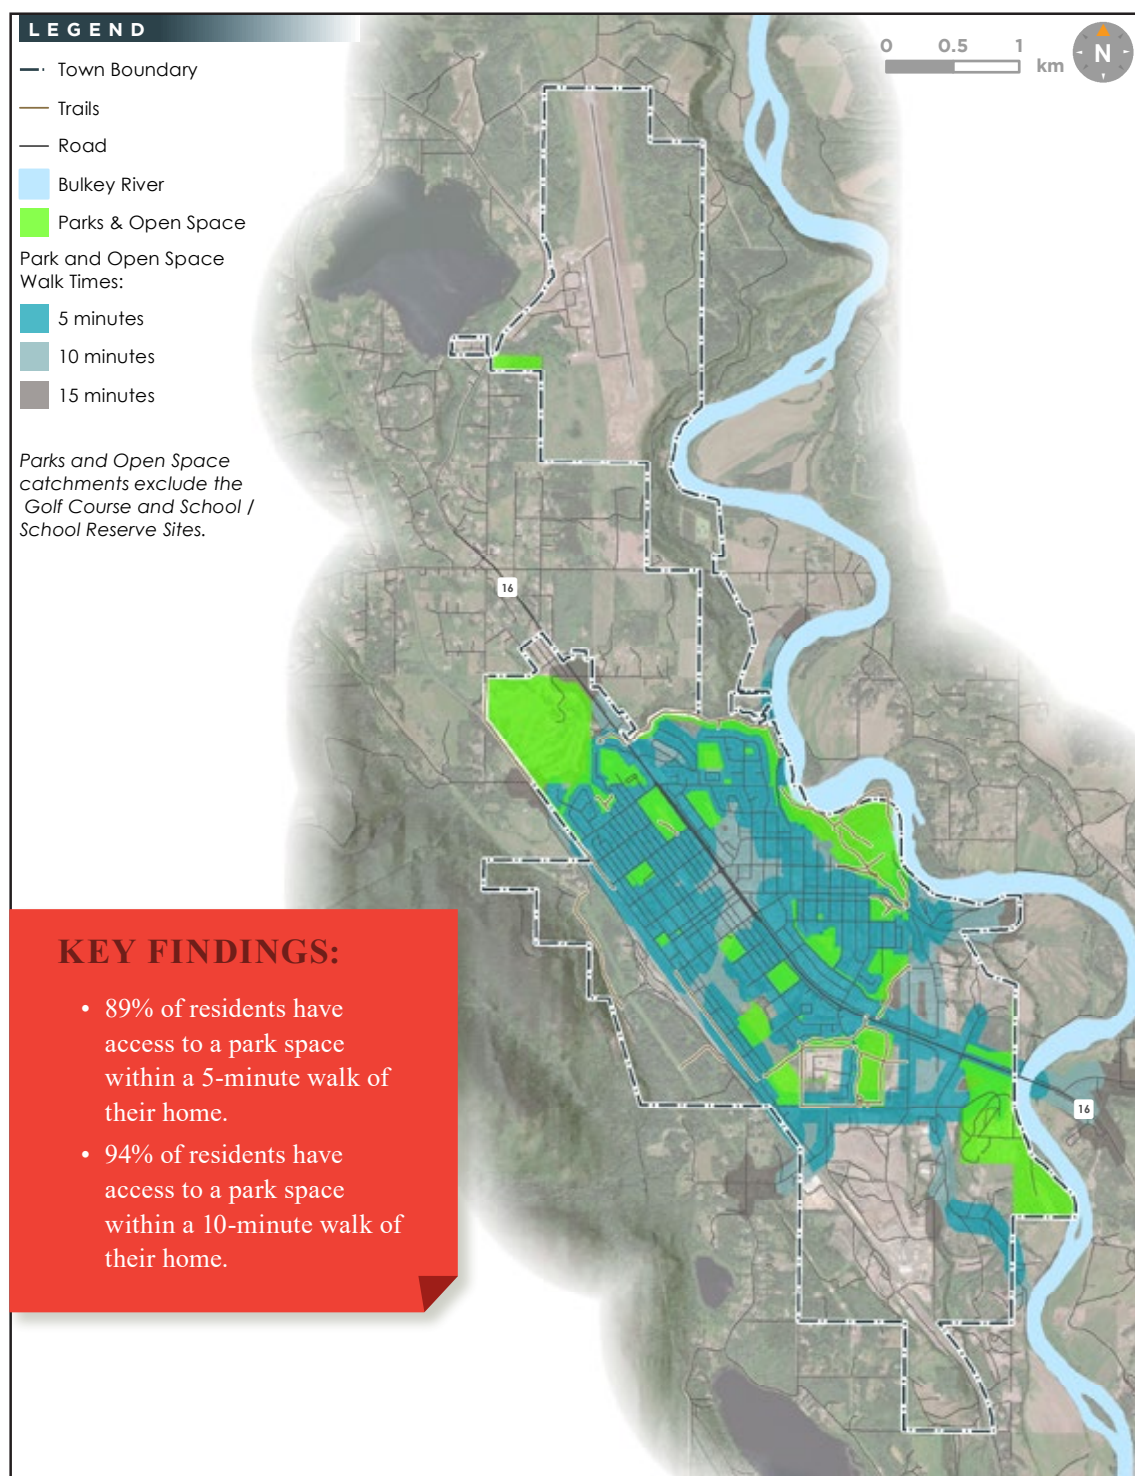 LEGEND
Town Boundary
Trails
Road
Bulkey River
Parks & Open Space
Park and Open Space
Walk Times:
5 minutes
10 minutes
15 minutes
Parks and Open Space
catchments exclude the
Golf Course and School /
School Reserve Sites.
0 0.5 1
km
N
16
16
KEY FINDINGS:
• 89% of residents have
access to a park space
within a 5-minute walk of
their home.
• 94% of residents have
access to a park space
within a 10-minute walk of
their home.